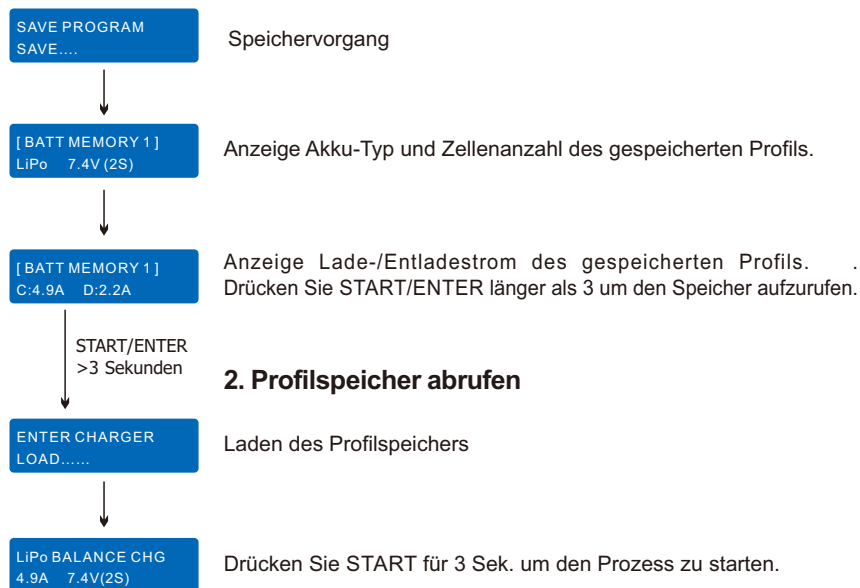 SAVE PROGRAM
SAVE....
Speichervorgang
[ BATT MEMORY 1 ]
LiPo 7.4V (2S)
Anzeige Akku-Typ und Zellenanzahl des gespeicherten Profils.
[ BATT MEMORY 1 ]
C:4.9A D:2.2A
Anzeige Lade-/Entladestrom des gespeicherten Profils. .
Drücken Sie START/ENTER länger als 3 um den Speicher aufzurufen.
START/ENTER
>3 Sekunden
2. Profilspeicher abrufen
ENTER CHARGER
LOAD......
Laden des Profilspeichers
LiPo BALANCE CHG
4.9A 7.4V(2S)
Drücken Sie START für 3 Sek. um den Prozess zu starten.